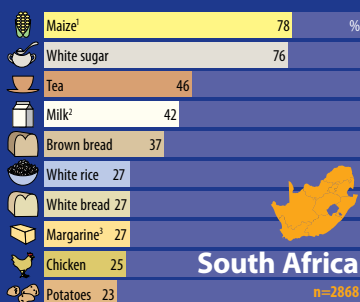 Maize¹ 78 %
White sugar 76
Tea 46
Milk² 42
Brown bread 37
White rice 27
White bread 27
Margarine³ 27
Chicken 25
Potatoes 23
South Africa
n=2868